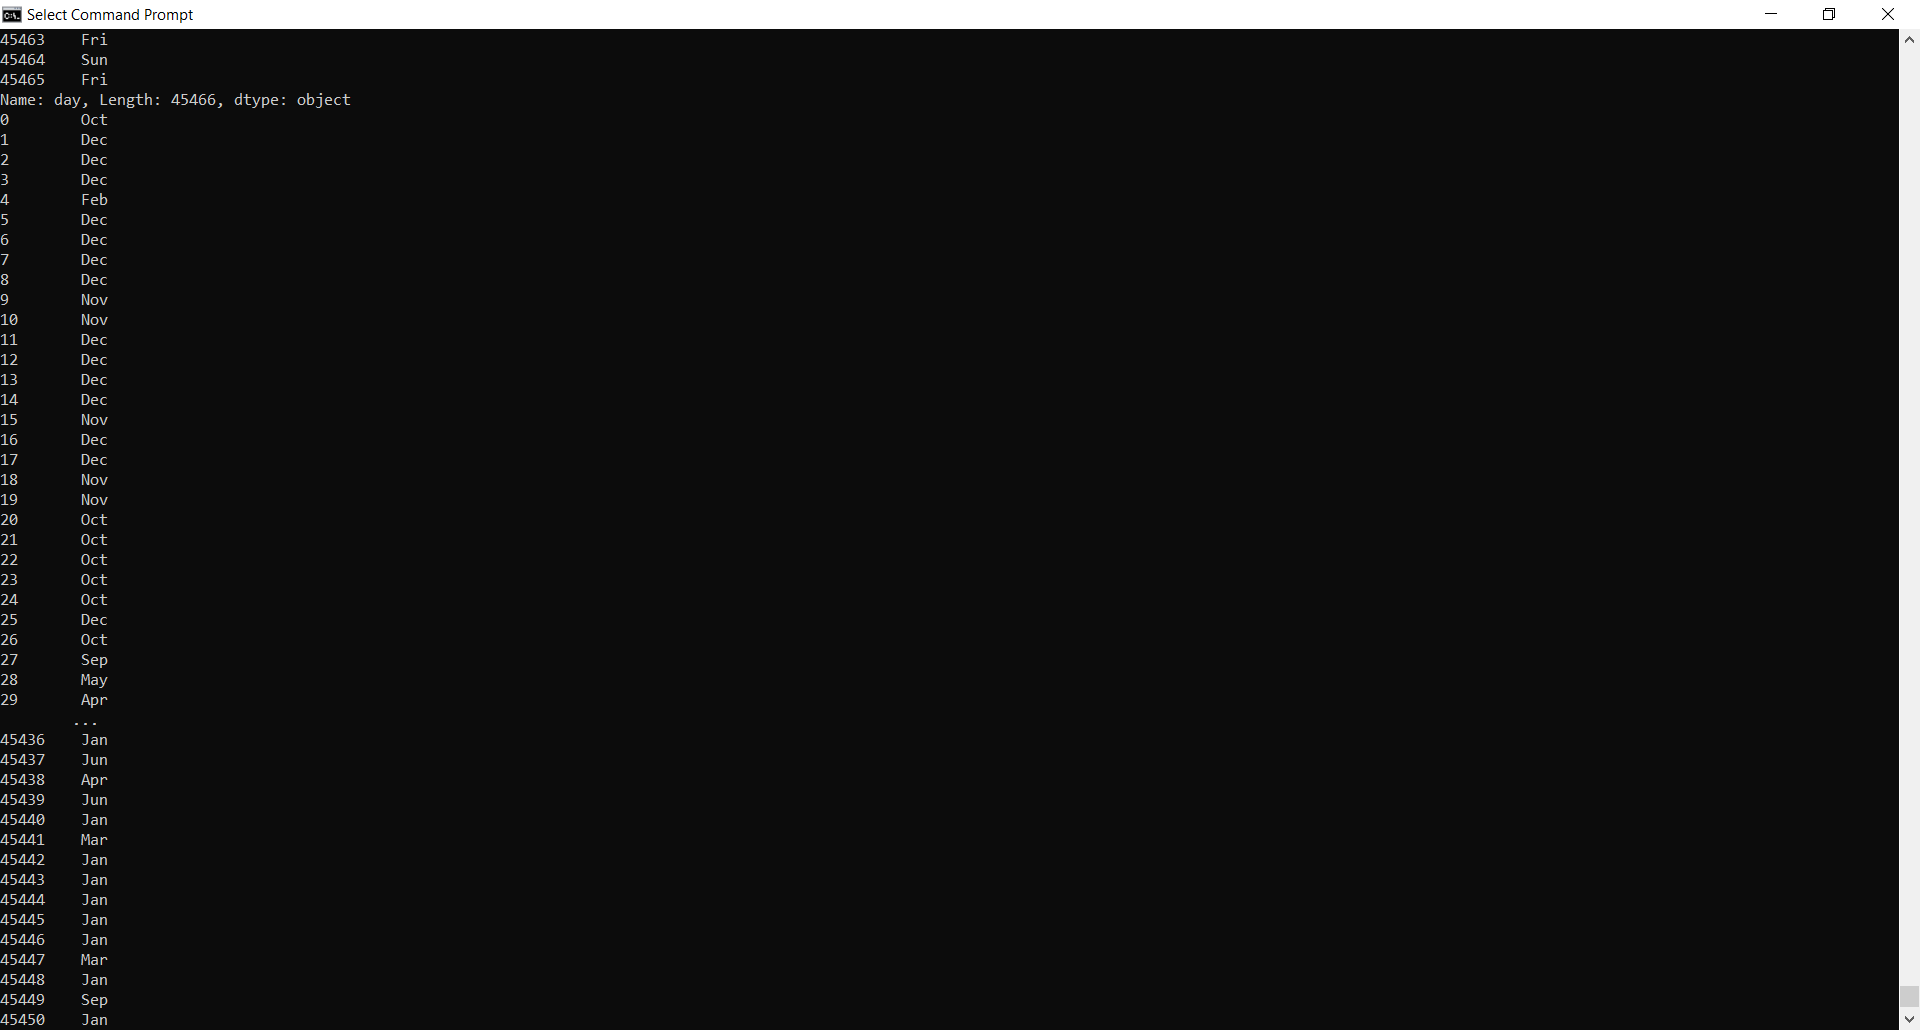 Select Command Prompt
45463    Fri
45464    Sun
45465    Fri
Name: day, Length: 45466, dtype: object
0        Oct
1        Dec
2        Dec
3        Dec
4        Feb
5        Dec
6        Dec
7        Dec
8        Dec
9        Nov
10       Nov
11       Dec
12       Dec
13       Dec
14       Dec
15       Nov
16       Dec
17       Dec
18       Nov
19       Nov
20       Oct
21       Oct
22       Oct
23       Oct
24       Oct
25       Dec
26       Oct
27       Sep
28       May
29       Apr
        ...
45436    Jan
45437    Jun
45438    Apr
45439    Jun
45440    Jan
45441    Mar
45442    Jan
45443    Jan
45444    Jan
45445    Jan
45446    Jan
45447    Mar
45448    Jan
45449    Sep
45450    Jan